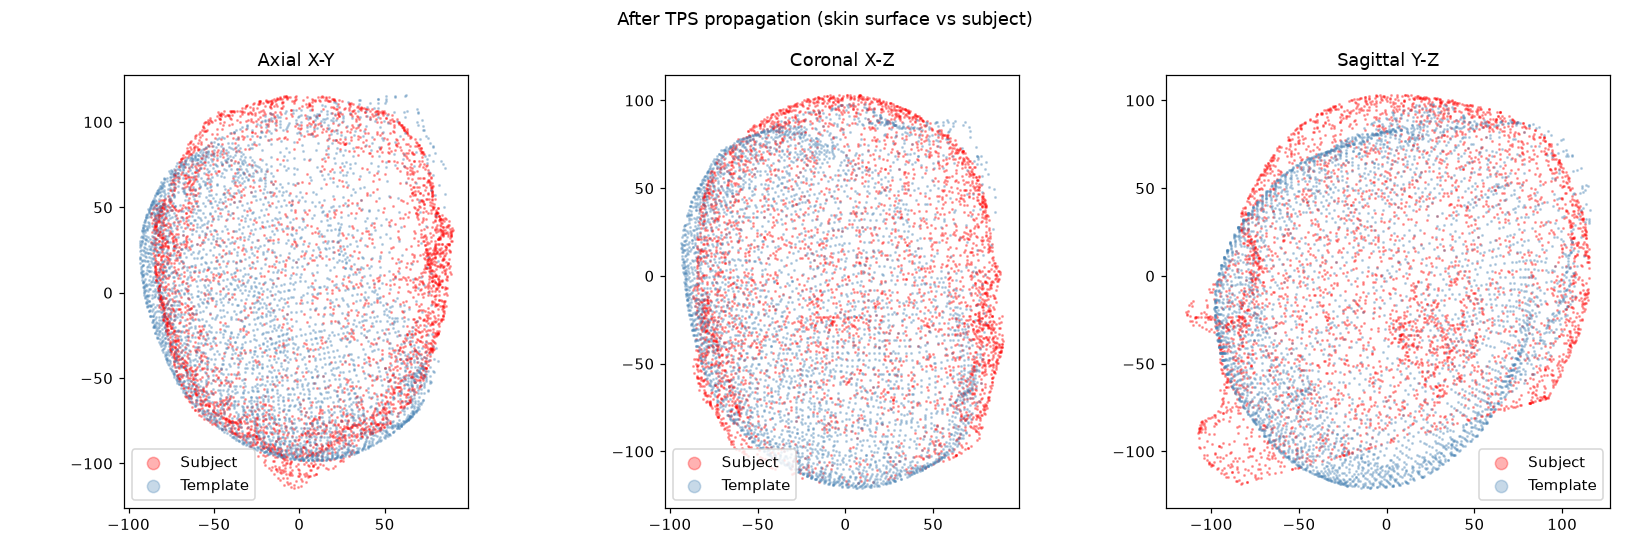 After TPS propagation (skin surface vs subject)
Axial X-Y
100
50
0
−50
−100
−100 −50 0 50
Subject
Template
Coronal X-Z
100
50
0
−50
−100
−100 −50 0 50
Subject
Template
Sagittal Y-Z
100
50
0
−50
−100
−100 −50 0 50 100
Subject
Template